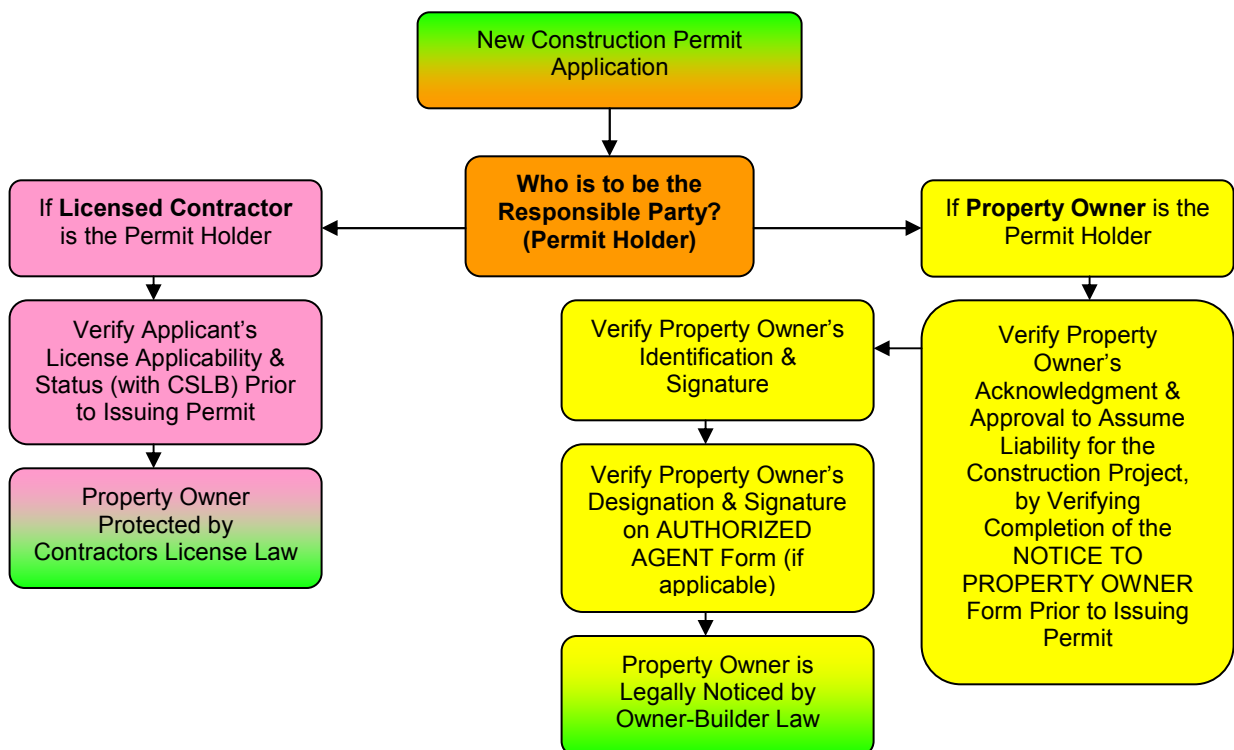 New Construction Permit
Application
Who is to be the
Responsible Party?
(Permit Holder)
If Licensed Contractor
is the Permit Holder
If Property Owner is the
Permit Holder
Verify Applicant’s
License Applicability &
Status (with CSLB) Prior
to Issuing Permit
Property Owner
Protected by
Contractors License Law
Verify Property
Owner’s
Acknowledgment &
Approval to Assume
Liability for the
Construction Project,
by Verifying
Completion of the
NOTICE TO
PROPERTY OWNER
Form Prior to Issuing
Permit
Verify Property Owner’s
Identification &
Signature
Verify Property Owner’s
Designation & Signature
on AUTHORIZED
AGENT Form (if
applicable)
Property Owner is
Legally Noticed by
Owner-Builder Law